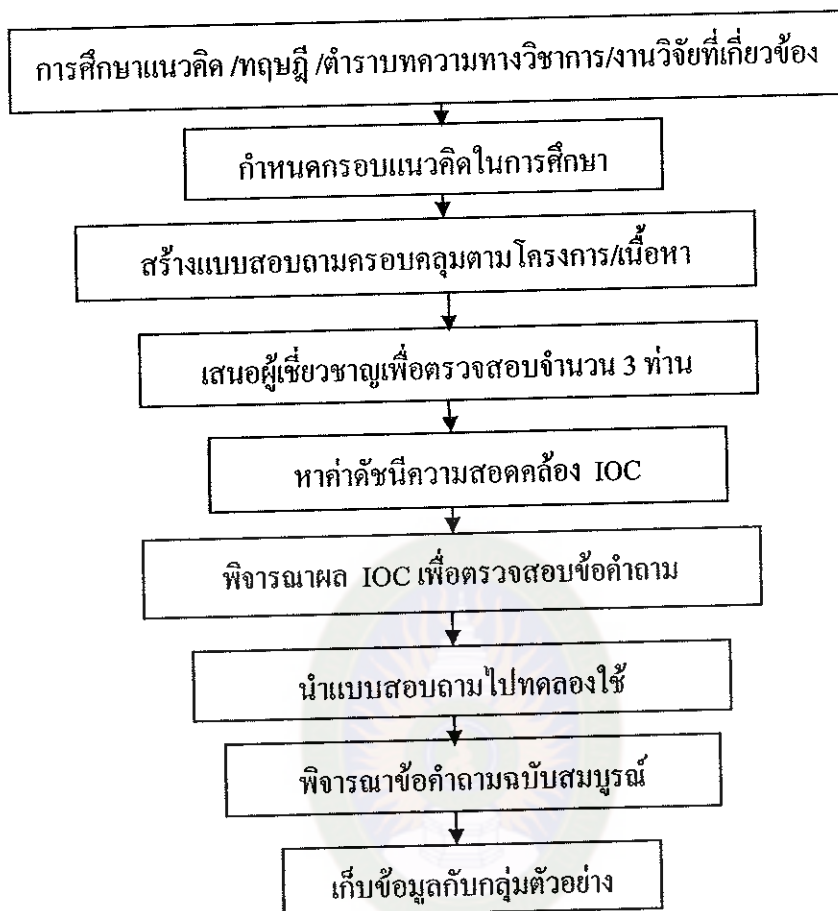 การศึกษาแนวคิด /ทฤษฎี /ตำราบทความทางวิชาการ/งานวิจัยที่เกี่ยวข้อง
กำหนดกรอบแนวคิดในการศึกษา
สร้างแบบสอบถามครอบคลุมตามโครงการ/เนื้อหา
เสนอผู้เชี่ยวชาญเพื่อตรวจสอบจำนวน 3 ท่าน
หาค่าดัชนีความสอดคล้อง IOC
พิจารณาผล IOC เพื่อตรวจสอบข้อคำถาม
นำแบบสอบถามไปทดลองใช้
พิจารณาข้อคำถามฉบับสมบูรณ์
เก็บข้อมูลกับกลุ่มตัวอย่าง